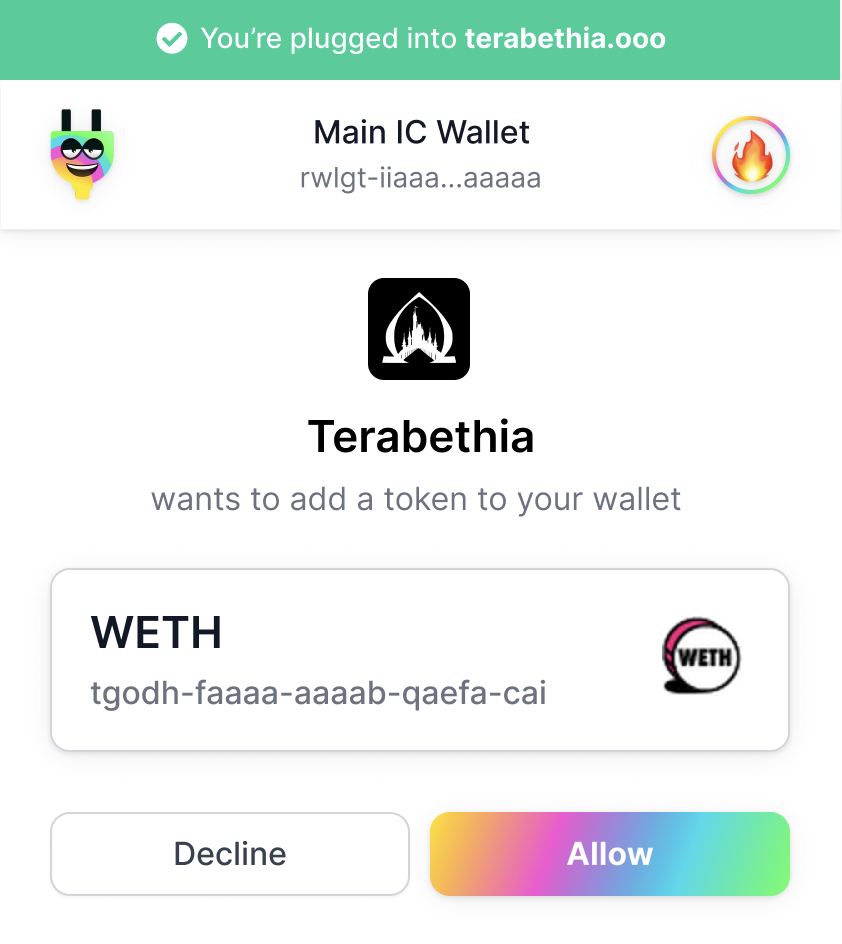 You’re plugged into terabethia.ooo
Main IC Wallet
rwlgt-iiaaa...aaaaa
Terabethia
wants to add a token to your wallet
WETH
tgodh-faaaa-aaaab-qaefa-cai
WETH
Decline
Allow